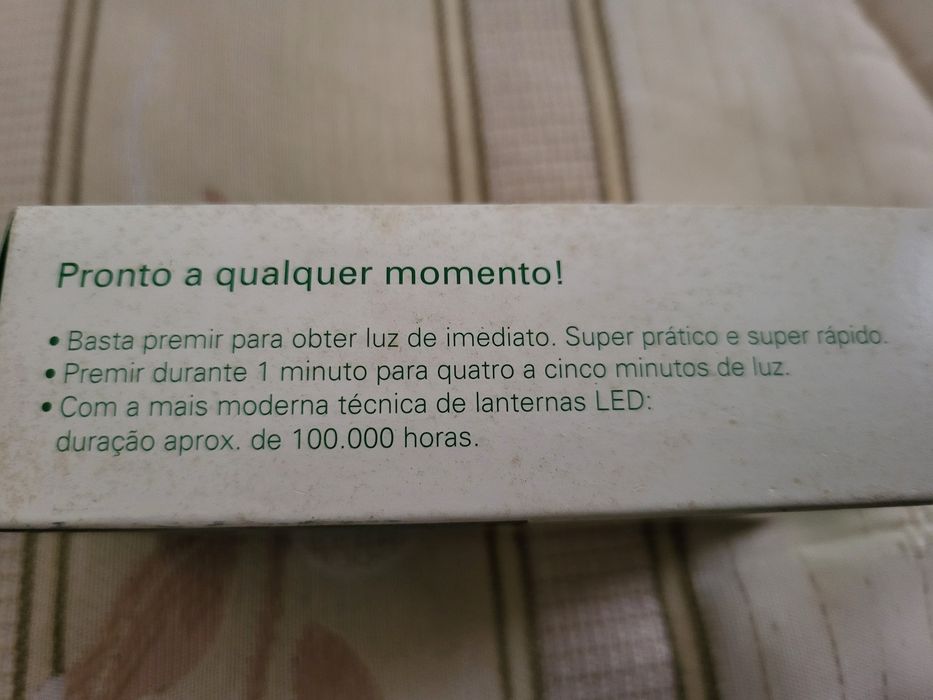 Pronto a qualquer momento!
• Basta premir para obter luz de imediato. Super prático e super rápido.
• Premir durante 1 minuto para quatro a cinco minutos de luz.
• Com a mais moderna técnica de lanternas LED:
duração aprox. de 100.000 horas.